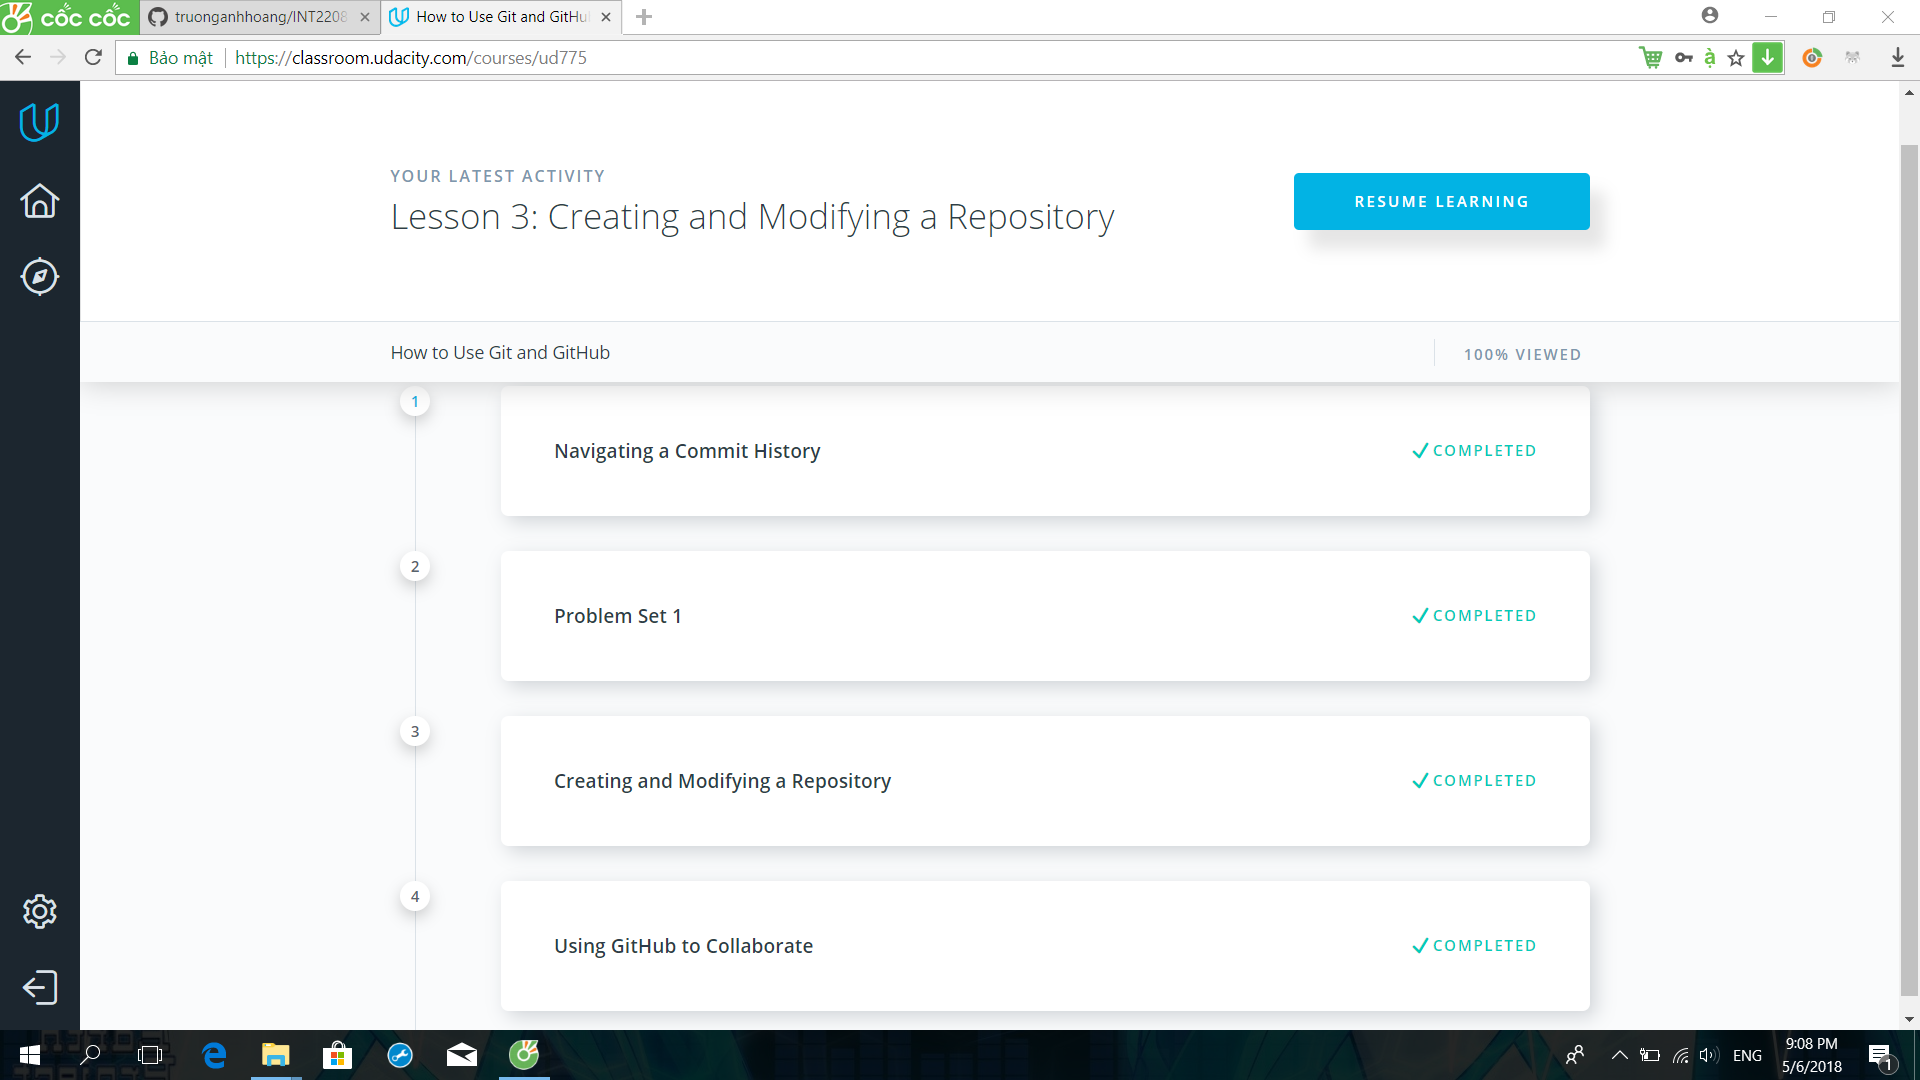 cốc cốc
truonganhhoang/INT2208
How to Use Git and GitHu
Bảo mật
https://classroom.udacity.com/courses/ud775
YOUR LATEST ACTIVITY
Lesson 3: Creating and Modifying a Repository
RESUME LEARNING
How to Use Git and GitHub
100% VIEWED
1
Navigating a Commit History
COMPLETED
2
Problem Set 1
COMPLETED
3
Creating and Modifying a Repository
COMPLETED
4
Using GitHub to Collaborate
COMPLETED
ENG
9:08 PM
5/6/2018
1